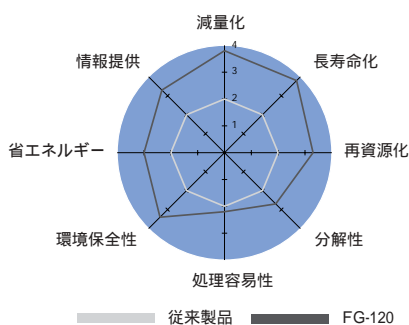 減量化
情報提供
長寿命化
4
3
2
1
省エネルギー
再資源化
環境保全性
分解性
処理容易性
従来製品 FG-120